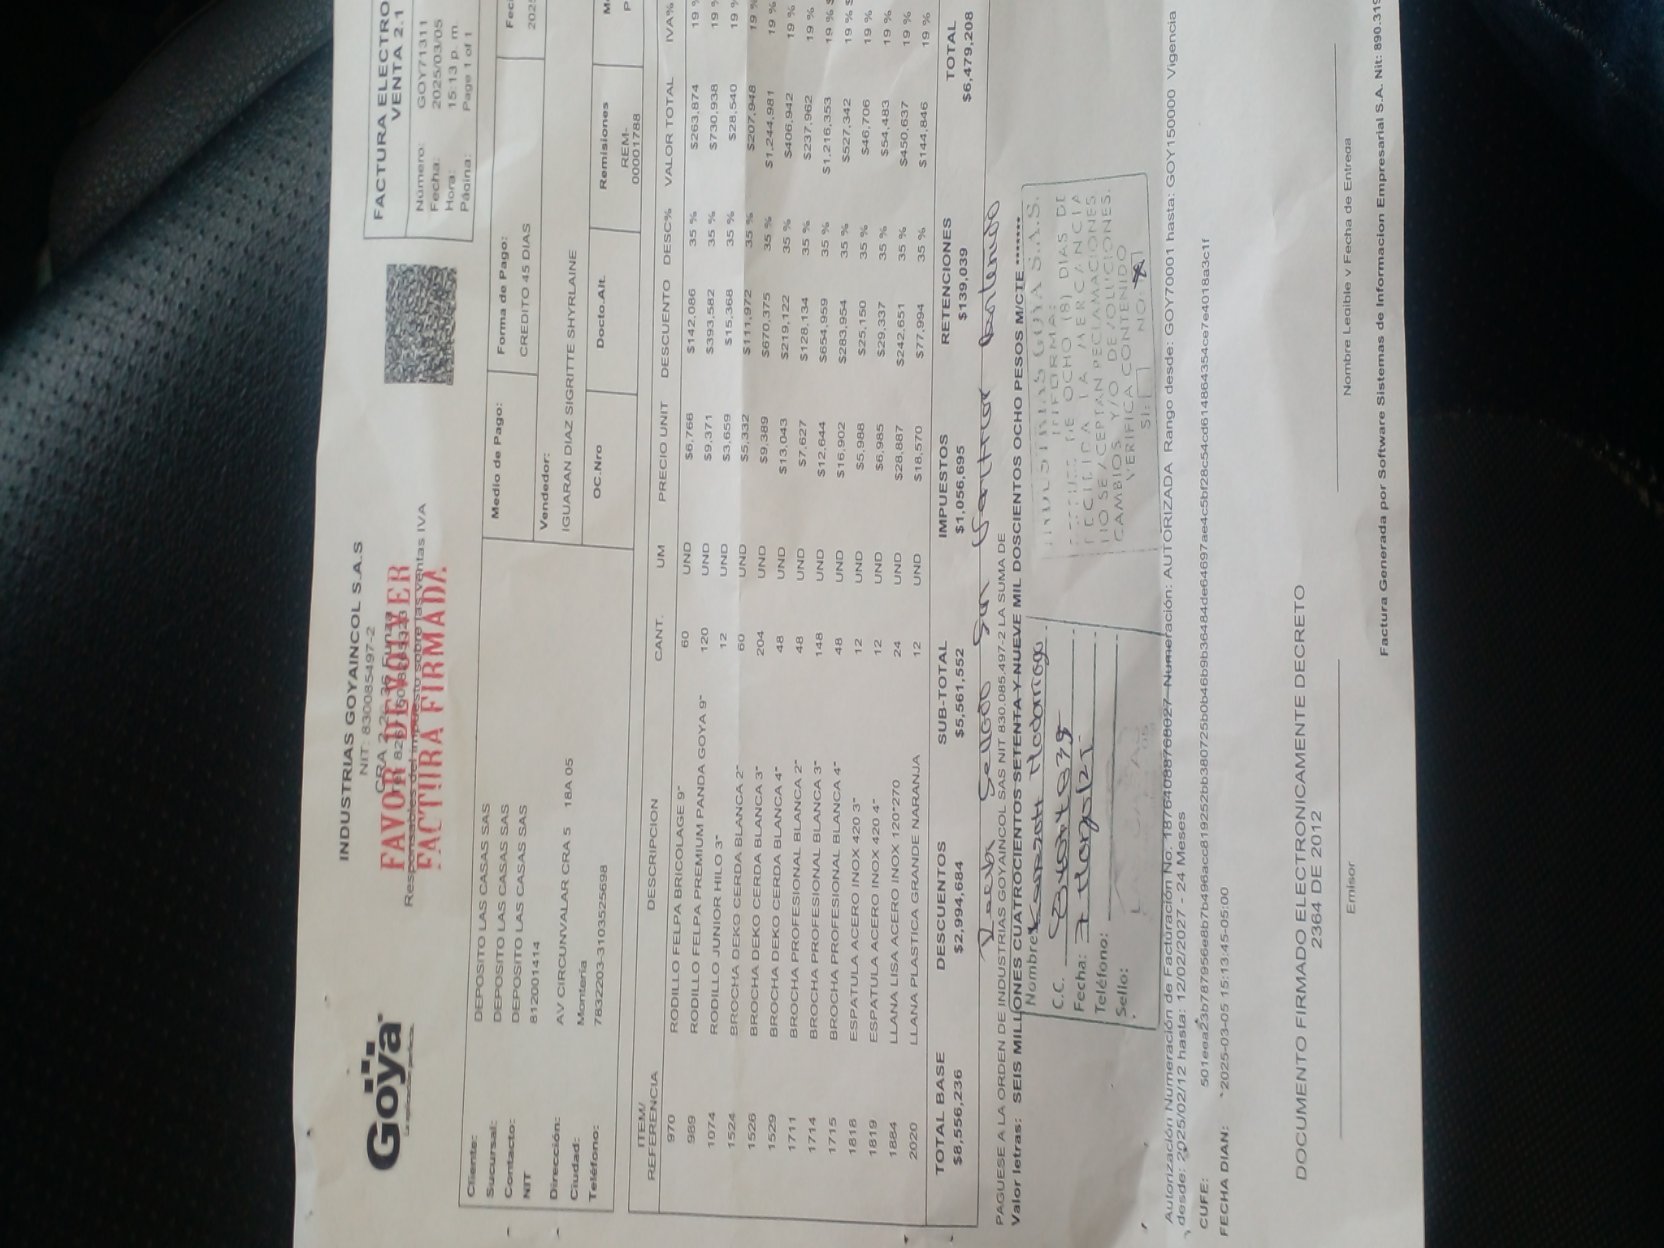 Goya
INDUSTRIAS GOYAINCOL S.A.S
NIT: 830085497-2
FAVOR DEVOLVER
FACTURA FIRMADA
FACTURA ELECTRO
VENTA 2.1
Número: GOY71311
Fecha: 2025/03/05
Hora: 15:13 p. m
Página: Page 1 of 1
Cliente: DEPOSITO LAS CASAS SAS
Sucursal: DEPOSITO LAS CASAS SAS
Contacto: DEPOSITO LAS CASAS SAS
NIT 812001414
Dirección: AV CIRCUNVALAR CRA 5 18A 05
Ciudad: Montería
Teléfono: 7832203-3103525698
Medio de Pago:
Forma de Pago: CREDITO 45 DIAS
Vendedor:
IGUARAN DIAZ SIGRITTE SHYRLAINE
OC.Nro Docto.Alt. Remisiones
REM-
00001788
ITEM/
REFERENCIA DESCRIPCION CANT. UM PRECIO UNIT DESCUENTO DESC% VALOR TOTAL IVA%
970 RODILLO FELPA BRICOLAGE 9" 60 UND $6,766 $142,086 35 % $263,874 19 %
989 RODILLO FELPA PREMIUM PANDA GOYA 9" 120 UND $9,371 $393,582 35 % $730,938 19 %
1074 RODILLO JUNIOR HILO 3" 12 UND $3,659 $15,368 35 % $28,540 19 %
1524 BROCHA DEKO CERDA BLANCA 2" 60 UND $5,332 $111,972 35 % $207,948 19 %
1526 BROCHA DEKO CERDA BLANCA 3" 204 UND $9,389 $670,375 35 % $1,244,981 19 %
1529 BROCHA DEKO CERDA BLANCA 4" 48 UND $13,043 $219,122 35 % $406,942 19 %
1711 BROCHA PROFESIONAL BLANCA 2" 48 UND $7,627 $128,134 35 % $237,962 19 %
1714 BROCHA PROFESIONAL BLANCA 3" 148 UND $12,644 $654,959 35 % $1,216,353 19 %
1715 BROCHA PROFESIONAL BLANCA 4" 48 UND $16,902 $283,954 35 % $527,342 19 %
1818 ESPATULA ACERO INOX 420 3" 12 UND $5,988 $25,150 35 % $46,706 19 %
1819 ESPATULA ACERO INOX 420 4" 12 UND $6,985 $29,337 35 % $54,483 19 %
1884 LLANA LISA ACERO INOX 120*270 24 UND $28,887 $242,651 35 % $450,637 19 %
2020 LLANA PLASTICA GRANDE NARANJA 12 UND $18,570 $77,994 35 % $144,846 19 %
TOTAL BASE DESCUENTOS SUB-TOTAL IMPUESTOS RETENCIONES TOTAL
$8,556,236 $2,994,684 $5,561,552 $1,056,695 $139,039 $6,479,208
Sellado sin verificar contenido
PAGUESE A LA ORDEN DE INDUSTRIAS GOYAINCOL SAS NIT 830.085.497-2 LA SUMA DE
Valor letras: SEIS MILLONES CUATROCIENTOS SETENTA Y NUEVE MIL DOSCIENTOS OCHO PESOS M/CTE *******
Nombre:
C.C.
Fecha:
Teléfono:
Sello:
INDUSTRIAS GOYA S.A.S.
INFORMA:
DE OCHO (8) DIAS DE
LA MERCANCIA
NO SE ACEPTAN RECLAMACIONES,
CAMBIOS Y/O DEVOLUCIONES.
VERIFICA CONTENIDO
SI: NO: X
Autorización Numeración de Facturación No. 18764088768027 Numeración: AUTORIZADA Rango desde: GOY70001 hasta: GOY150000 Vigencia
desde: 2025/02/12 hasta: 12/02/2027 - 24 Meses
CUFE:
FECHA DIAN: 2025-03-05 15:13:45-05:00
DOCUMENTO FIRMADO ELECTRONICAMENTE DECRETO
2364 DE 2012
Emisor
Nombre Legible y Fecha de Entrega
Factura Generada por Software Sistemas de Informacion Empresarial S.A. Nit: 890.319